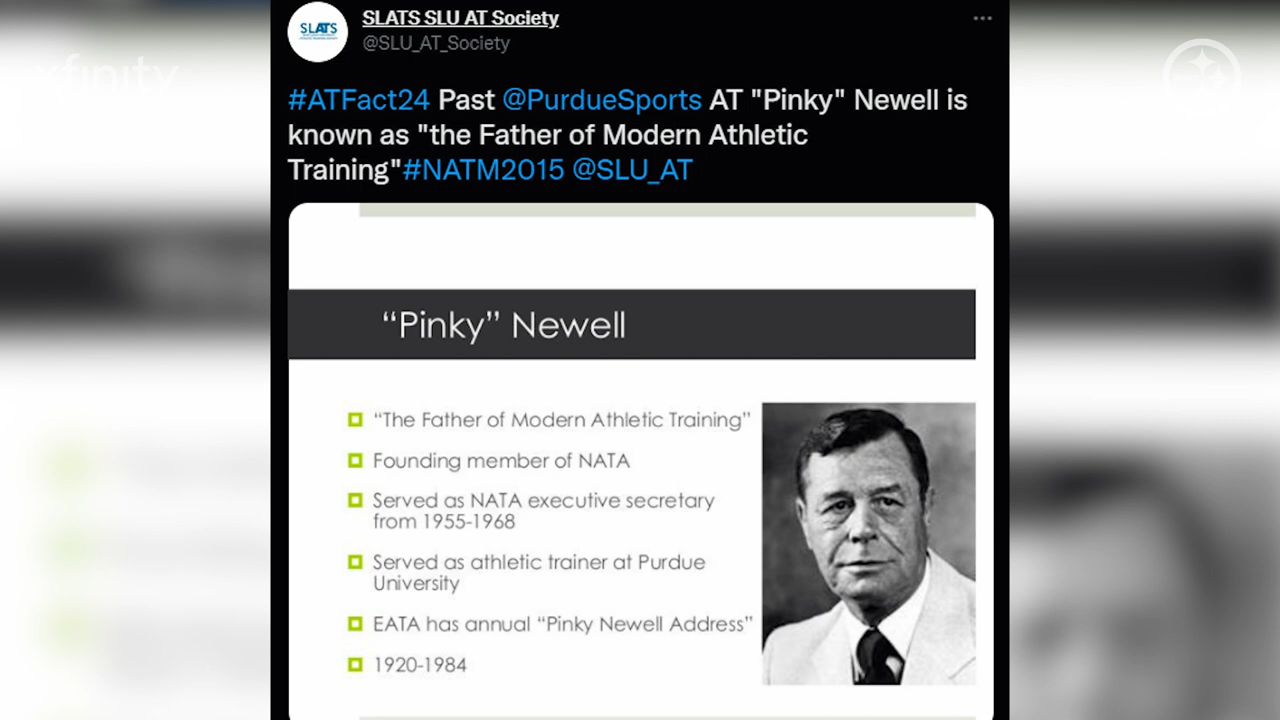 SLATS SLU AT Society
SLATS
@SLU_AT_Society
#ATFact24 Past @PurdueSports AT "Pinky" Newell is
known as "the Father of Modern Athletic
Training"#NATM2015 @SLU_AT
xfinity
“Pinky” Newell
“The Father of Modern Athletic Training”
Founding member of NATA
Served as NATA executive secretary
from 1955-1968
Served as athletic trainer at Purdue
University
EATA has annual “Pinky Newell Address”
1920-1984